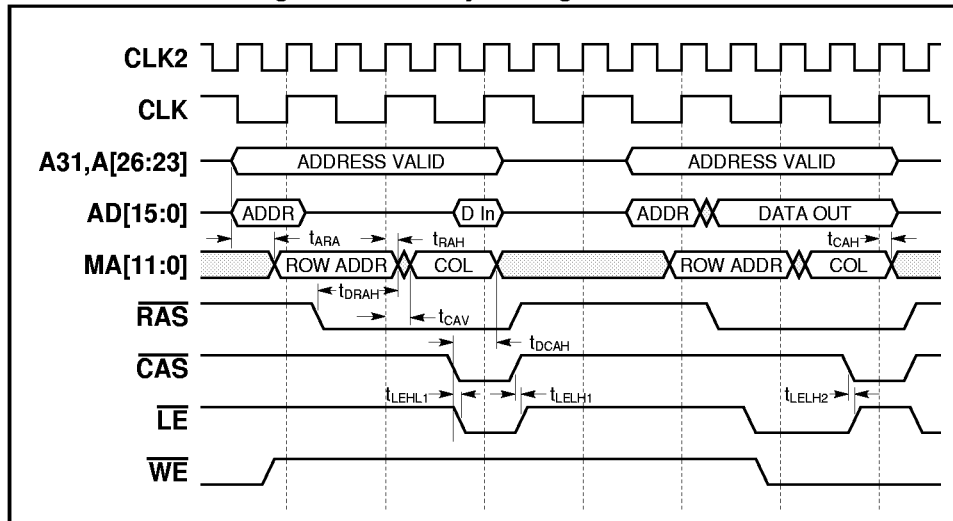 CLK2
CLK
A31,A[26:23] ADDRESS VALID ADDRESS VALID
AD[15:0] ADDR D In ADDR DATA OUT
tARA tRAH tCAH
MA[11:0] ROW ADDR COL ROW ADDR COL
tDRAH
RAS tCAV
tDCAH
CAS
tLEHL1 tLELH1 tLELH2
LE
WE